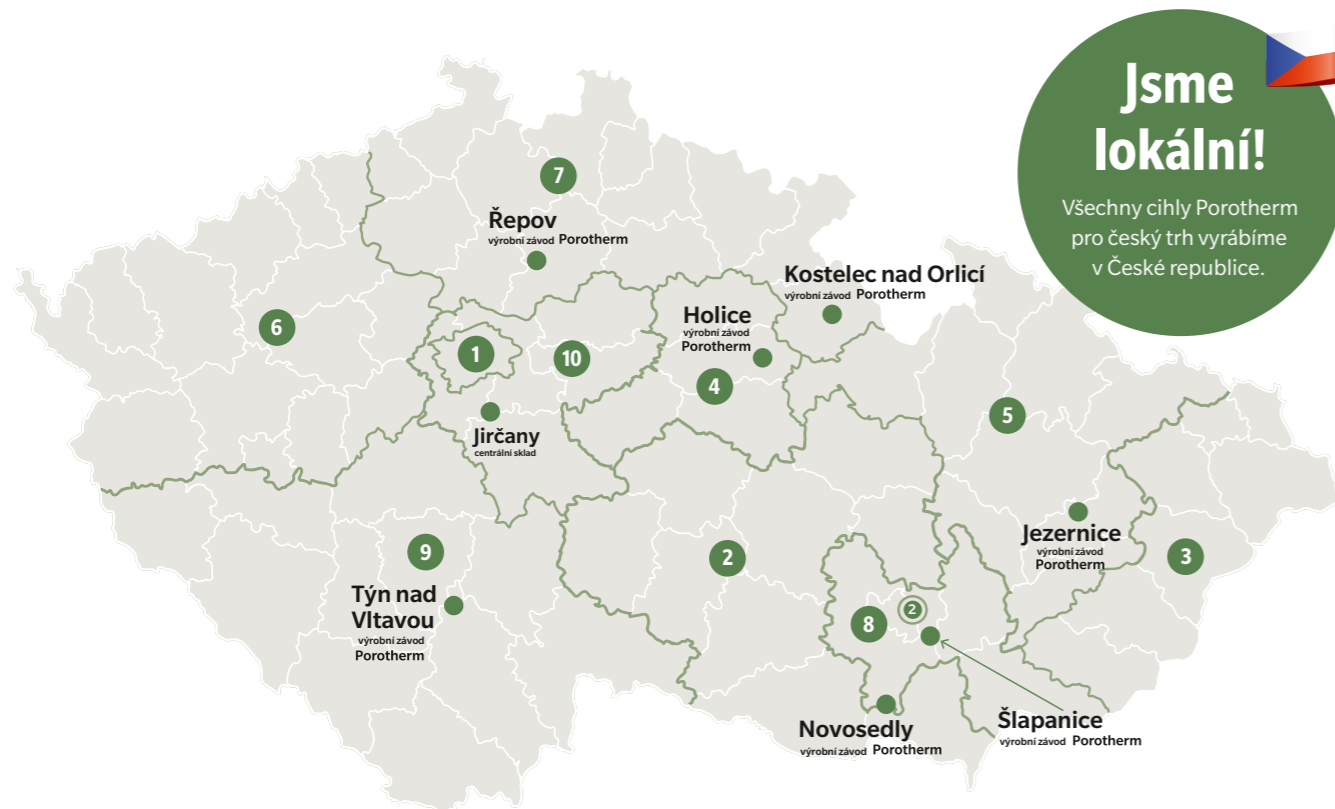 Jsme
lokální!
Všechny cihly Porotherm
pro český trh vyrábíme
v České republice.
7
Řepov
výrobní závod Porotherm
Kostelec nad Orlicí
výrobní závod Porotherm
Holice
výrobní závod
Porotherm
6
1
10
4
5
Jirčany
centrální sklad
Jezernice
výrobní závod
Porotherm
3
9
2
Týn nad
Vltavou
výrobní závod
Porotherm
8
2
Novosedly
výrobní závod Porotherm
Šlapanice
výrobní závod Porotherm